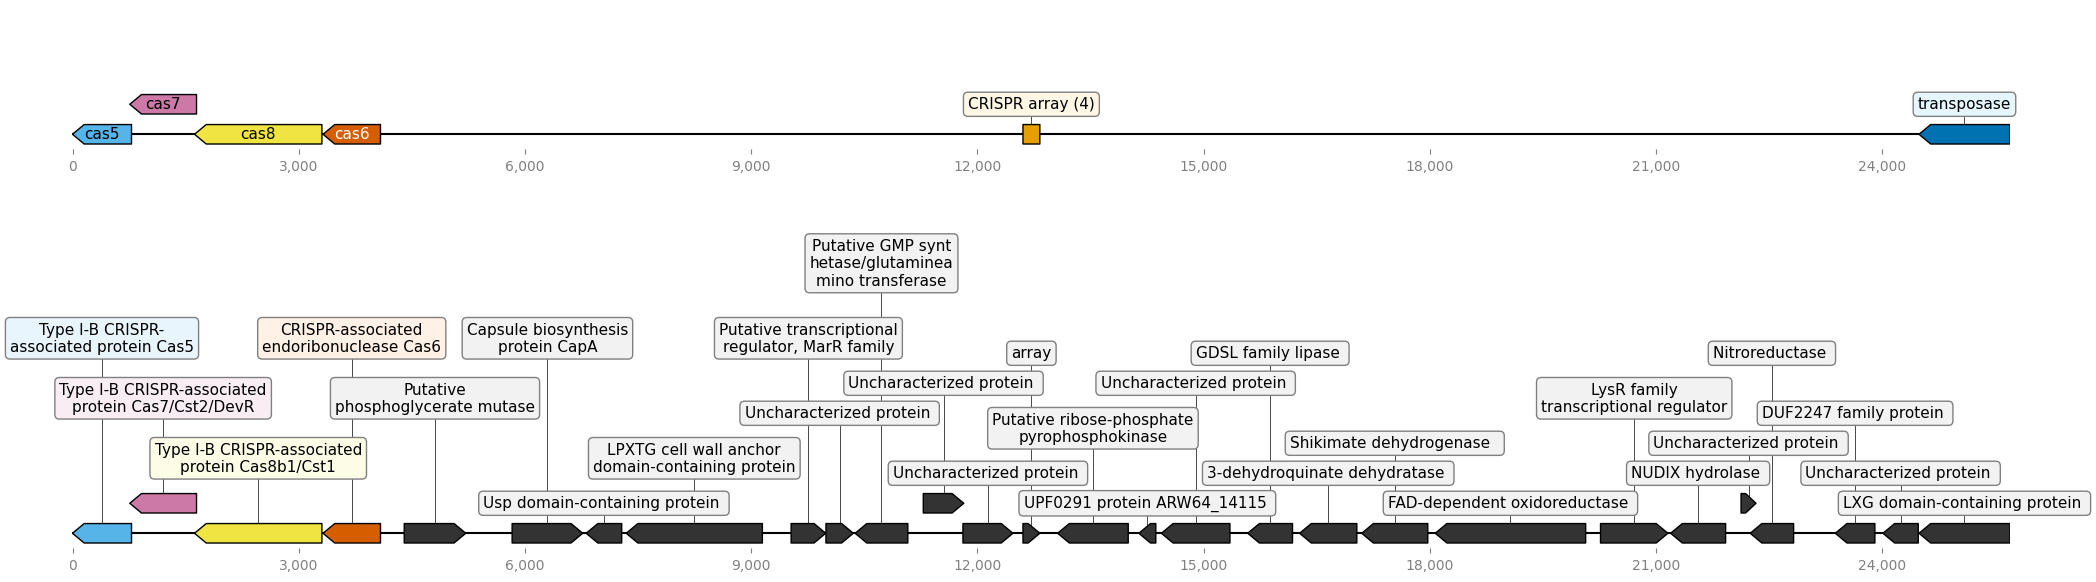 cas7
CRISPR array (4)
transposase
cas5
cas8
cas6
0
3,000
6,000
9,000
12,000
15,000
18,000
21,000
24,000
Putative GMP synt
hetase/glutaminea
mino transferase
Type I-B CRISPR-
associated protein Cas5
CRISPR-associated
endoribonuclease Cas6
Capsule biosynthesis
protein CapA
Putative transcriptional
regulator, MarR family
array
GDSL family lipase
Nitroreductase
Type I-B CRISPR-associated
protein Cas7/Cst2/DevR
Putative
phosphoglycerate mutase
Uncharacterized protein
Uncharacterized protein
LysR family
transcriptional regulator
Uncharacterized protein
Putative ribose-phosphate
pyrophosphokinase
DUF2247 family protein
Type I-B CRISPR-associated
protein Cas8b1/Cst1
LPXTG cell wall anchor
domain-containing protein
Shikimate dehydrogenase
Uncharacterized protein
Uncharacterized protein
3-dehydroquinate dehydratase
NUDIX hydrolase
Uncharacterized protein
Usp domain-containing protein
UPF0291 protein ARW64_14115
FAD-dependent oxidoreductase
LXG domain-containing protein
0
3,000
6,000
9,000
12,000
15,000
18,000
21,000
24,000